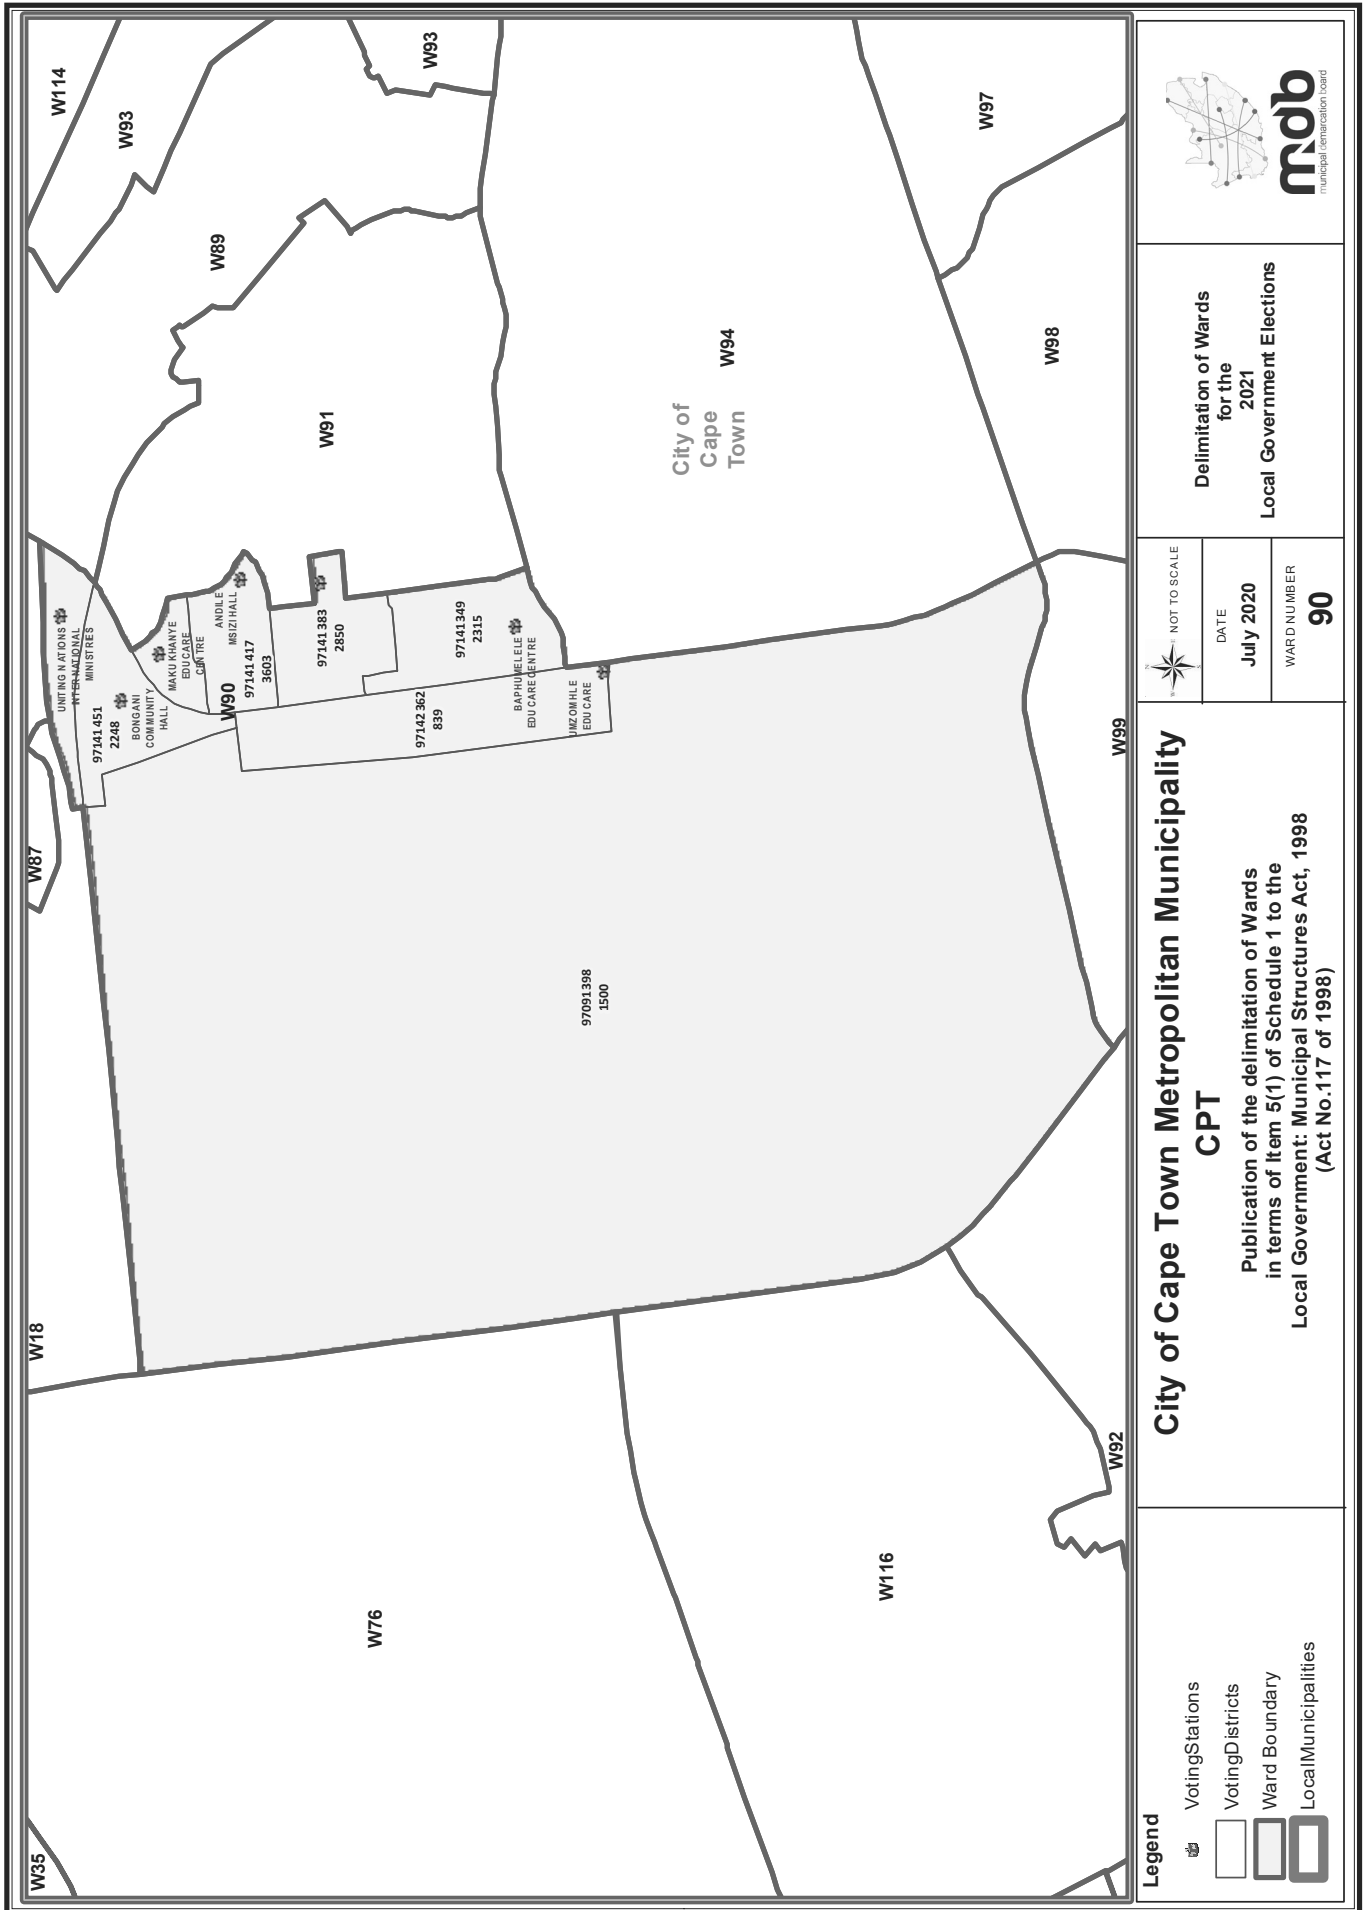 W35
W76
W18
W87
W114
W93
W93
W89
W91
W94
W97
W98
W99
W116
W92
City of
Cape
Town
UNITING NATIONS
INTERNATIONAL
MINISTRIES
97141451
2248
BONGANI
COMMUNITY
HALL
MAKUKHANYE
EDUCARE
CENTRE
ANDILE
MSIZI HALL
W90
97141417
3603
97141383
2850
97142362
839
97141349
2315
BAPHUMELELE
EDUCARE CENTRE
UMZOMHLE
EDUCARE
97091398
1500
Legend
VotingStations
VotingDistricts
Ward Boundary
LocalMunicipalities
City of Cape Town Metropolitan Municipality
CPT
Publication of the delimitation of Wards
in terms of Item 5(1) of Schedule 1 to the
Local Government: Municipal Structures Act, 1998
(Act No.117 of 1998)
NOT TO SCALE
N
E
S
W
DATE
July 2020
WARD NUMBER
90
Delimitation of Wards
for the
2021
Local Government Elections
mdb
municipal demarcation board